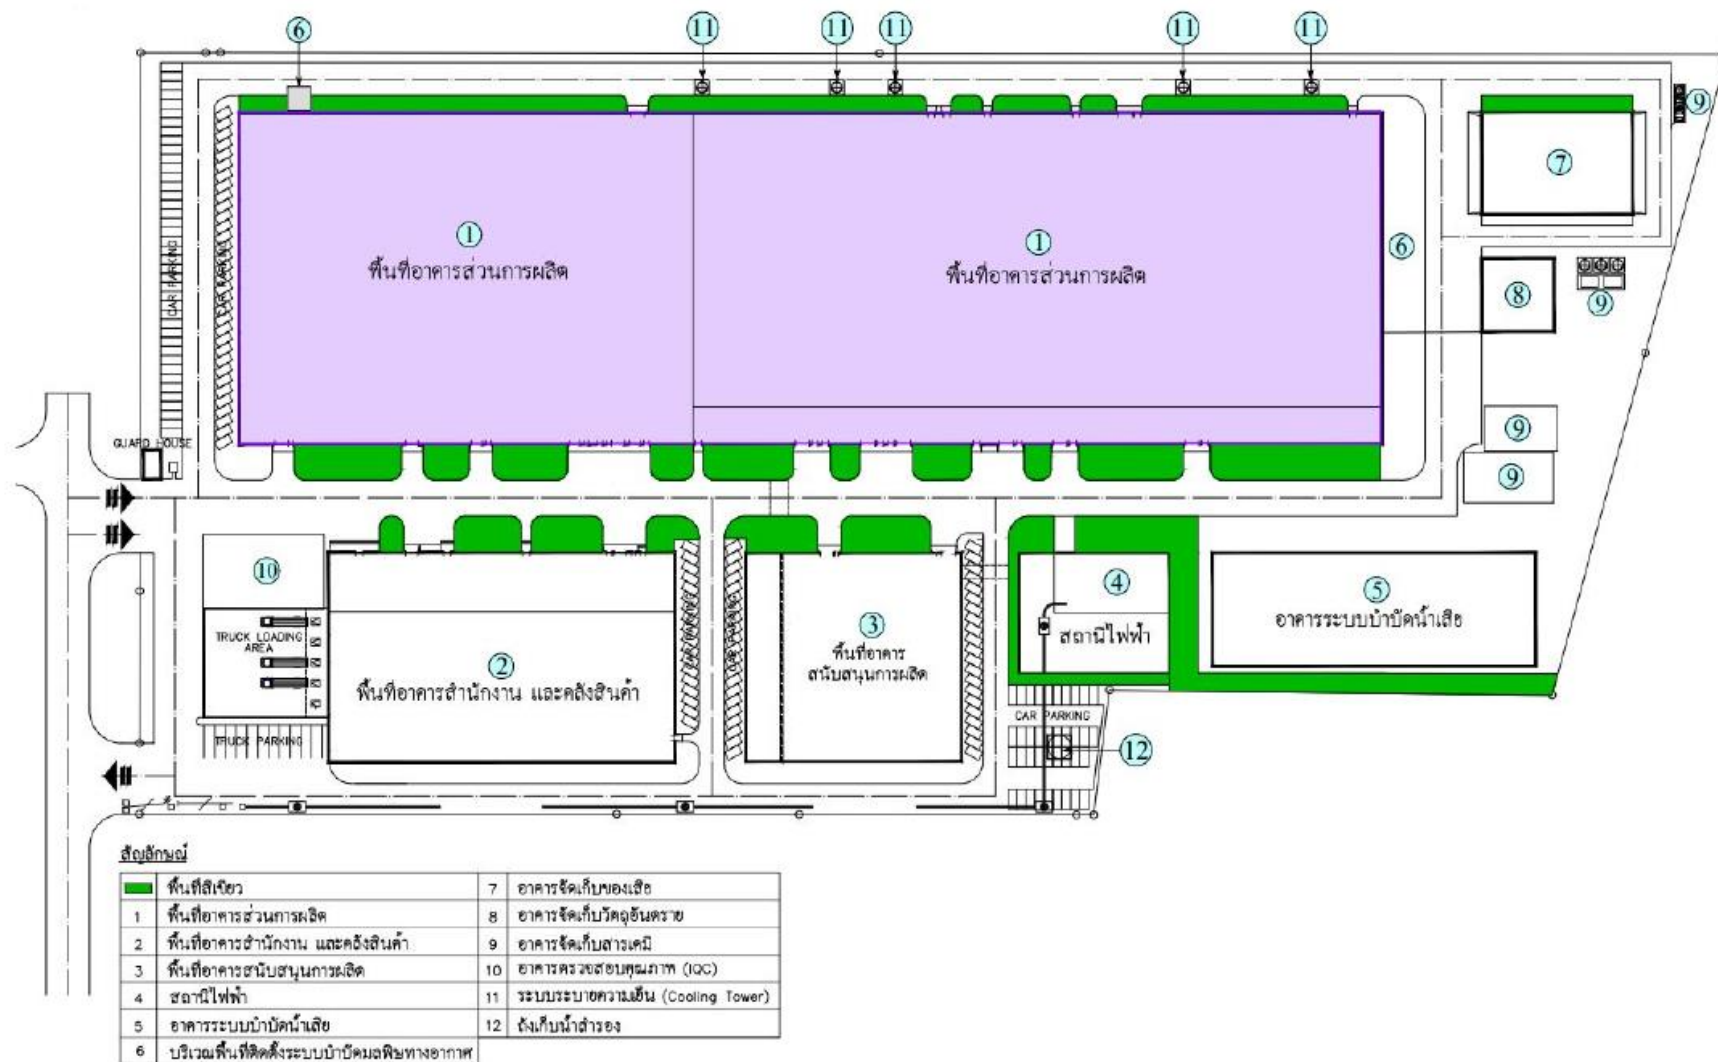 6
11
11
11
11
11
9
7
1
พื้นที่อาคารส่วนการผลิต
1
พื้นที่อาคารส่วนการผลิต
6
CAR PARKING
CAR PARKING
8
9
GUARD HOUSE
9
9
10
TRUCK LOADING
AREA
TRUCK PARKING
2
พื้นที่อาคารสำนักงาน และคลังสินค้า
3
พื้นที่อาคาร
สนับสนุนการผลิต
4
สถานีไฟฟ้า
5
อาคารระบบบำบัดน้ำเสีย
CAR PARKING
12
สัญลักษณ์
พื้นที่สีเขียว
1 พื้นที่อาคารส่วนการผลิต
2 พื้นที่อาคารสำนักงาน และคลังสินค้า
3 พื้นที่อาคารสนับสนุนการผลิต
4 สถานีไฟฟ้า
5 อาคารระบบบำบัดน้ำเสีย
6 บริเวณพื้นที่ติดตั้งระบบบำบัดมลพิษทางอากาศ
7 อาคารจัดเก็บของเสีย
8 อาคารจัดเก็บวัตถุอันตราย
9 อาคารจัดเก็บสารเคมี
10 อาคารตรวจสอบคุณภาพ (IQC)
11 ระบบระบายความเย็น (Cooling Tower)
12 ถังเก็บน้ำสำรอง